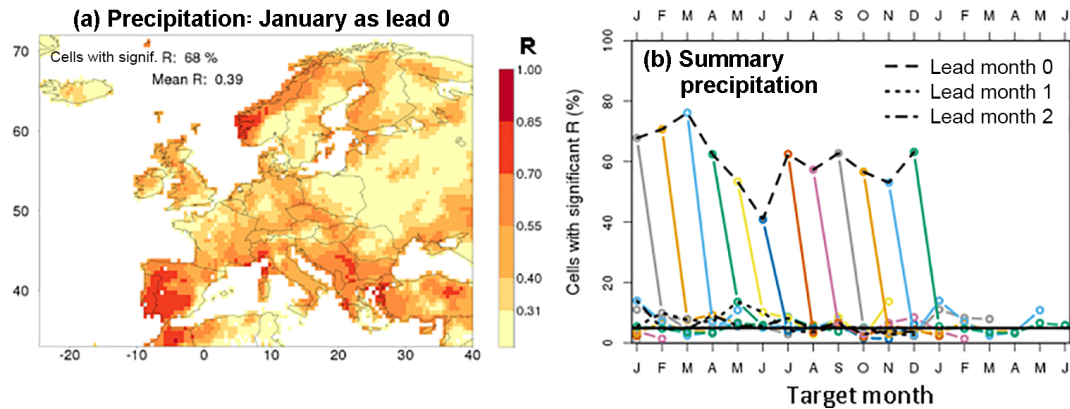 (a) Precipitation: January as lead 0
Cells with signif. R: 68 %
Mean R: 0.39
70
60
50
40
-20
-10
0
10
20
30
40
R
1.00
0.85
0.70
0.55
0.40
0.31
J F M A M J J A S O N D J F M A M J
(b) Summary
precipitation
Lead month 0
Lead month 1
Lead month 2
Cells with significant R (%)
100
80
60
40
20
0
J F M A M J J A S O N D J F M A M J
Target month